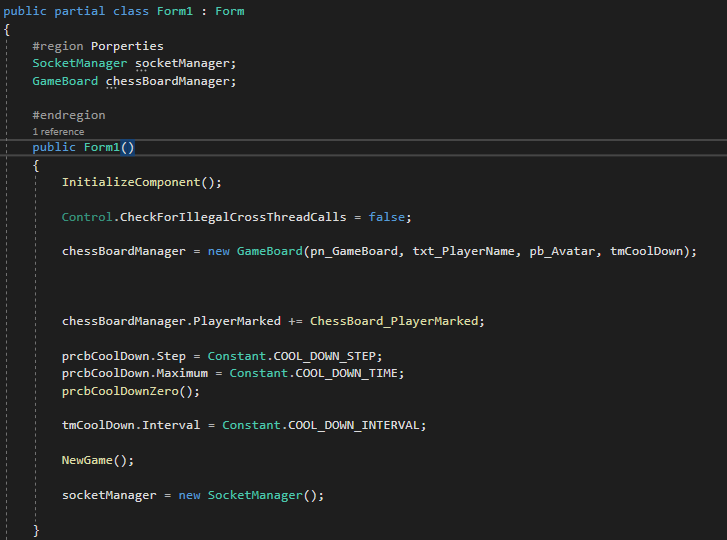 public partial class Form1 : Form
{
#region Porperties
SocketManager socketManager;
GameBoard chessBoardManager;
#endregion
1 reference
public Form1()
{
InitializeComponent();
Control.CheckForIllegalCrossThreadCalls = false;
chessBoardManager = new GameBoard(pn_GameBoard, txt_PlayerName, pb_Avatar, tmCoolDown);
chessBoardManager.PlayerMarked += ChessBoard_PlayerMarked;
prcbCoolDown.Step = Constant.COOL_DOWN_STEP;
prcbCoolDown.Maximum = Constant.COOL_DOWN_TIME;
prcbCoolDownZero();
tmCoolDown.Interval = Constant.COOL_DOWN_INTERVAL;
NewGame();
socketManager = new SocketManager();
}